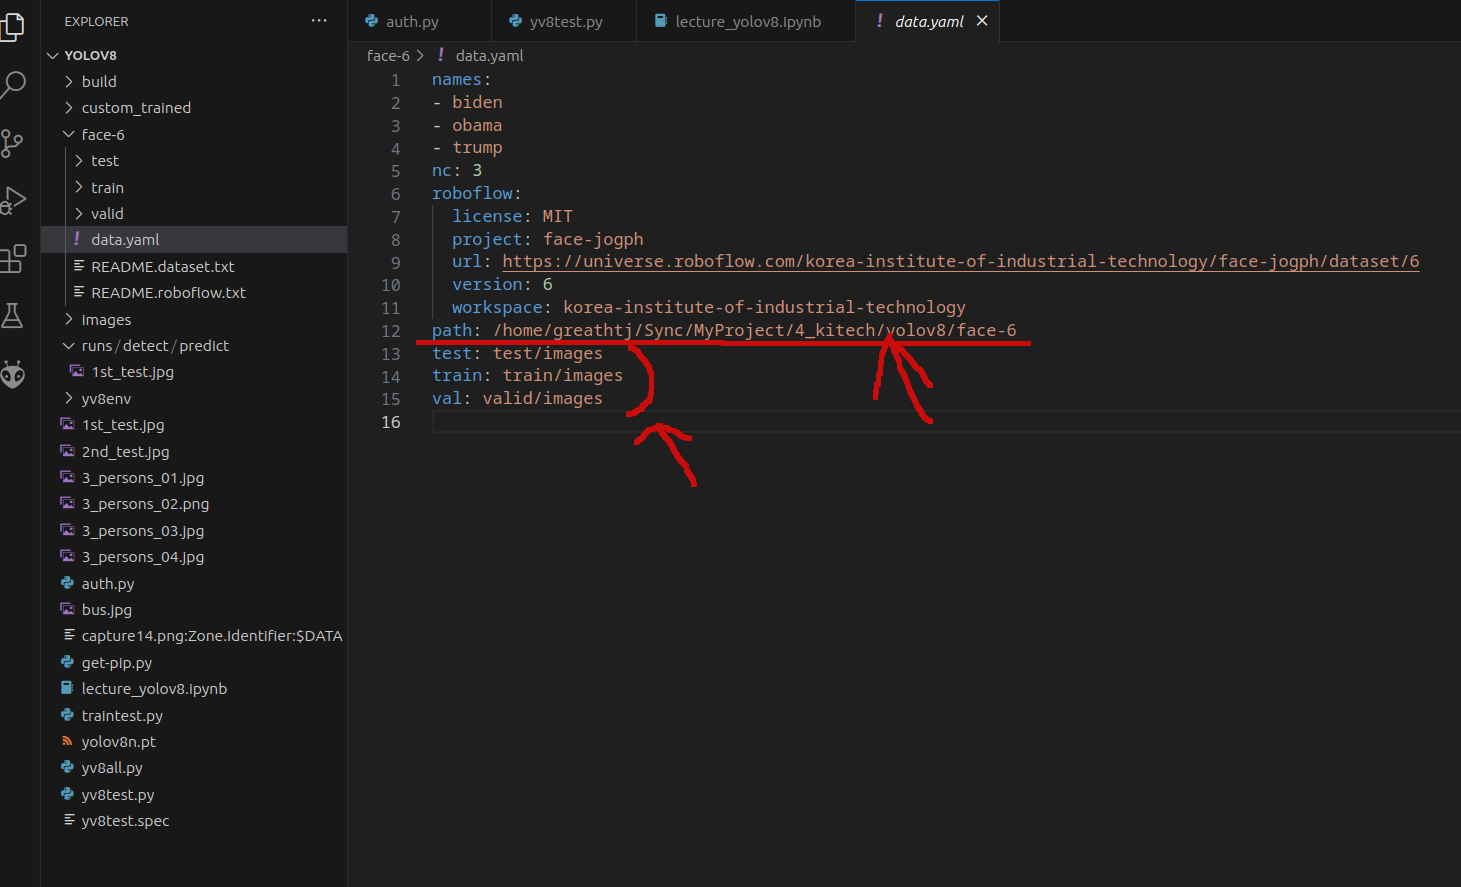 EXPLORER
...
YOLOV8
build
custom_trained
face-6
test
train
valid
! data.yaml
README.dataset.txt
README.roboflow.txt
images
runs/detect/predict
1st_test.jpg
yv8env
1st_test.jpg
2nd_test.jpg
3_persons_01.jpg
3_persons_02.png
3_persons_03.jpg
3_persons_04.jpg
auth.py
bus.jpg
capture14.png:Zone.Identifier:$DATA
get-pip.py
lecture_yolov8.ipynb
traintest.py
yolov8n.pt
yv8all.py
yv8test.py
yv8test.spec
auth.py yv8test.py lecture_yolov8.ipynb ! data.yaml
face-6 > ! data.yaml
1 names:
2 - biden
3 - obama
4 - trump
5 nc: 3
6 roboflow:
7 license: MIT
8 project: face-jogph
9 url: https://universe.roboflow.com/korea-institute-of-industrial-technology/face-jogph/dataset/6
10 version: 6
11 workspace: korea-institute-of-industrial-technology
12 path: /home/greathtj/Sync/MyProject/4_kitech/yolov8/face-6
13 test: test/images
14 train: train/images
15 val: valid/images
16